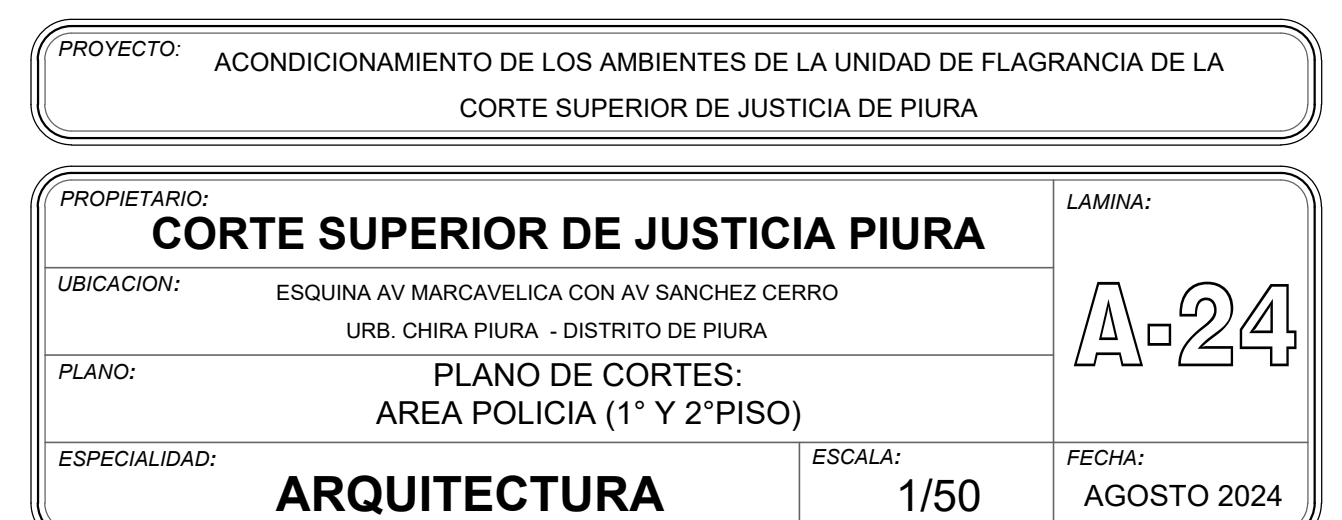 PROYECTO: ACONDICIONAMIENTO DE LOS AMBIENTES DE LA UNIDAD DE FLAGRANCIA DE LA
CORTE SUPERIOR DE JUSTICIA DE PIURA
PROPIETARIO:
CORTE SUPERIOR DE JUSTICIA PIURA
LAMINA:
A-24
UBICACION: ESQUINA AV MARCAVELICA CON AV SANCHEZ CERRO
URB. CHIRA PIURA - DISTRITO DE PIURA
PLANO: PLANO DE CORTES:
AREA POLICIA (1° Y 2°PISO)
ESPECIALIDAD:
ARQUITECTURA
ESCALA:
1/50
FECHA:
AGOSTO 2024